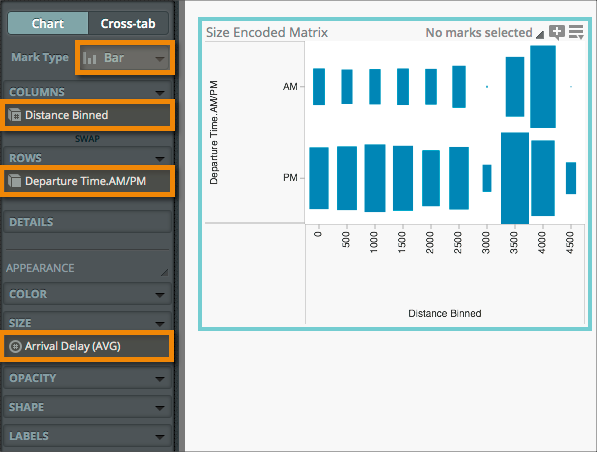 Chart Cross-tab
Mark Type Bar
COLUMNS
Distance Binned
SWAP
ROWS
Departure Time.AM/PM
DETAILS
APPEARANCE
COLOR
SIZE
Arrival Delay (AVG)
OPACITY
SHAPE
LABELS
Size Encoded Matrix No marks selected
Departure Time.AM/PM
AM
PM
0 500 1000 1500 2000 2500 3000 3500 4000 4500
Distance Binned